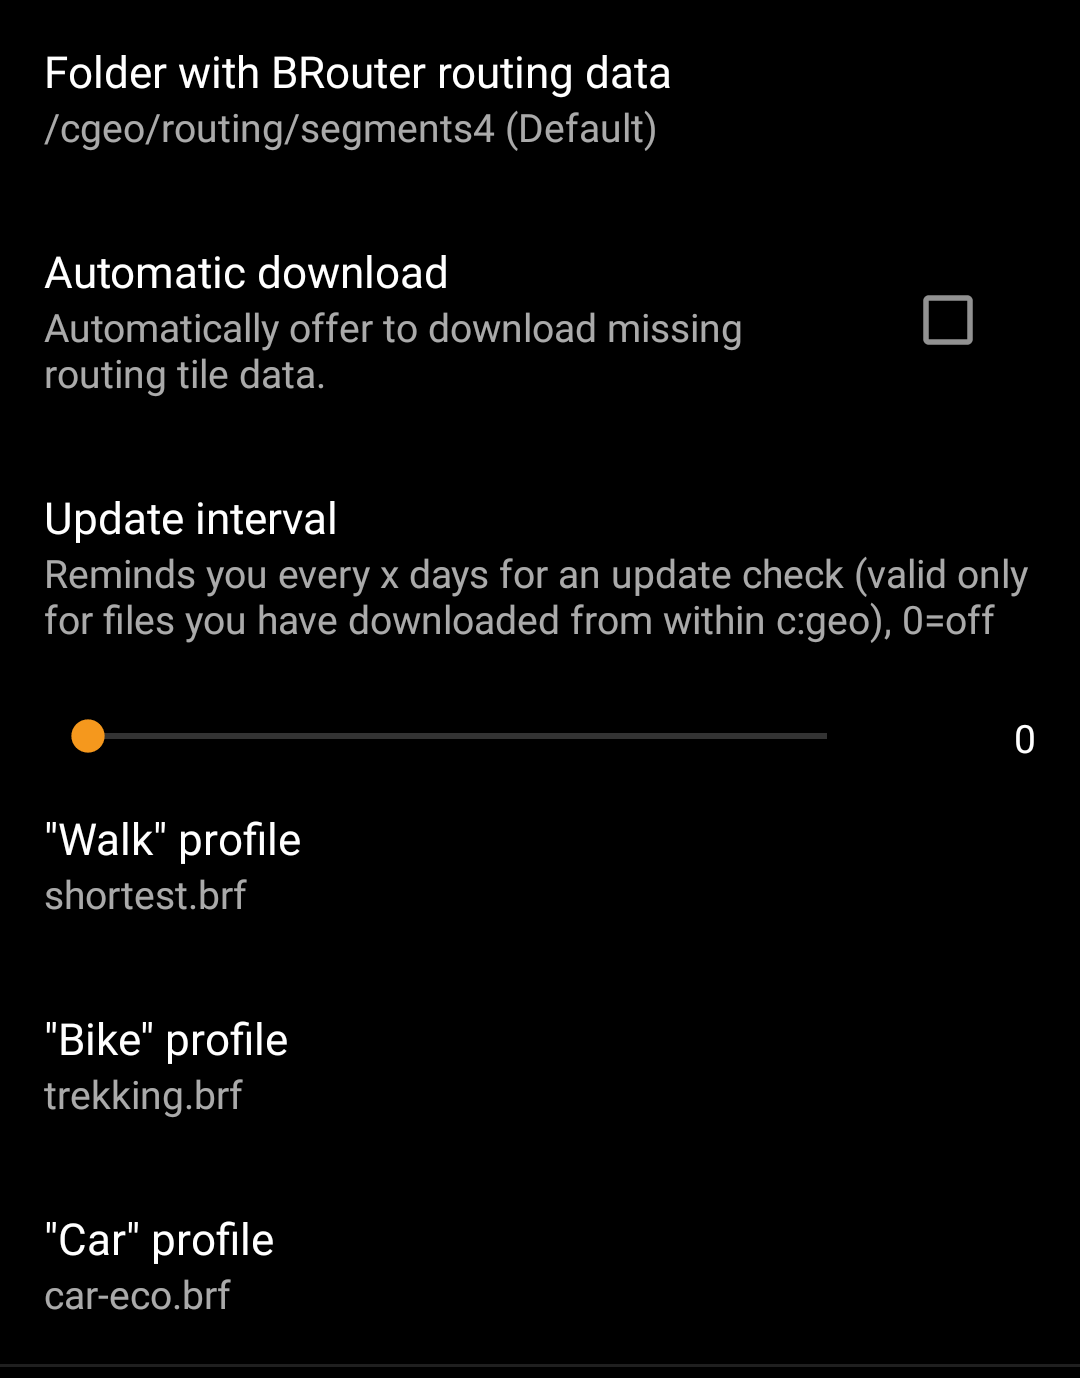 Folder with BRouter routing data
/cgeo/routing/segments4 (Default)
Automatic download
Automatically offer to download missing
routing tile data.
Update interval
Reminds you every x days for an update check (valid only
for files you have downloaded from within c:geo), 0=off
0
"Walk" profile
shortest.brf
"Bike" profile
trekking.brf
"Car" profile
car-eco.brf